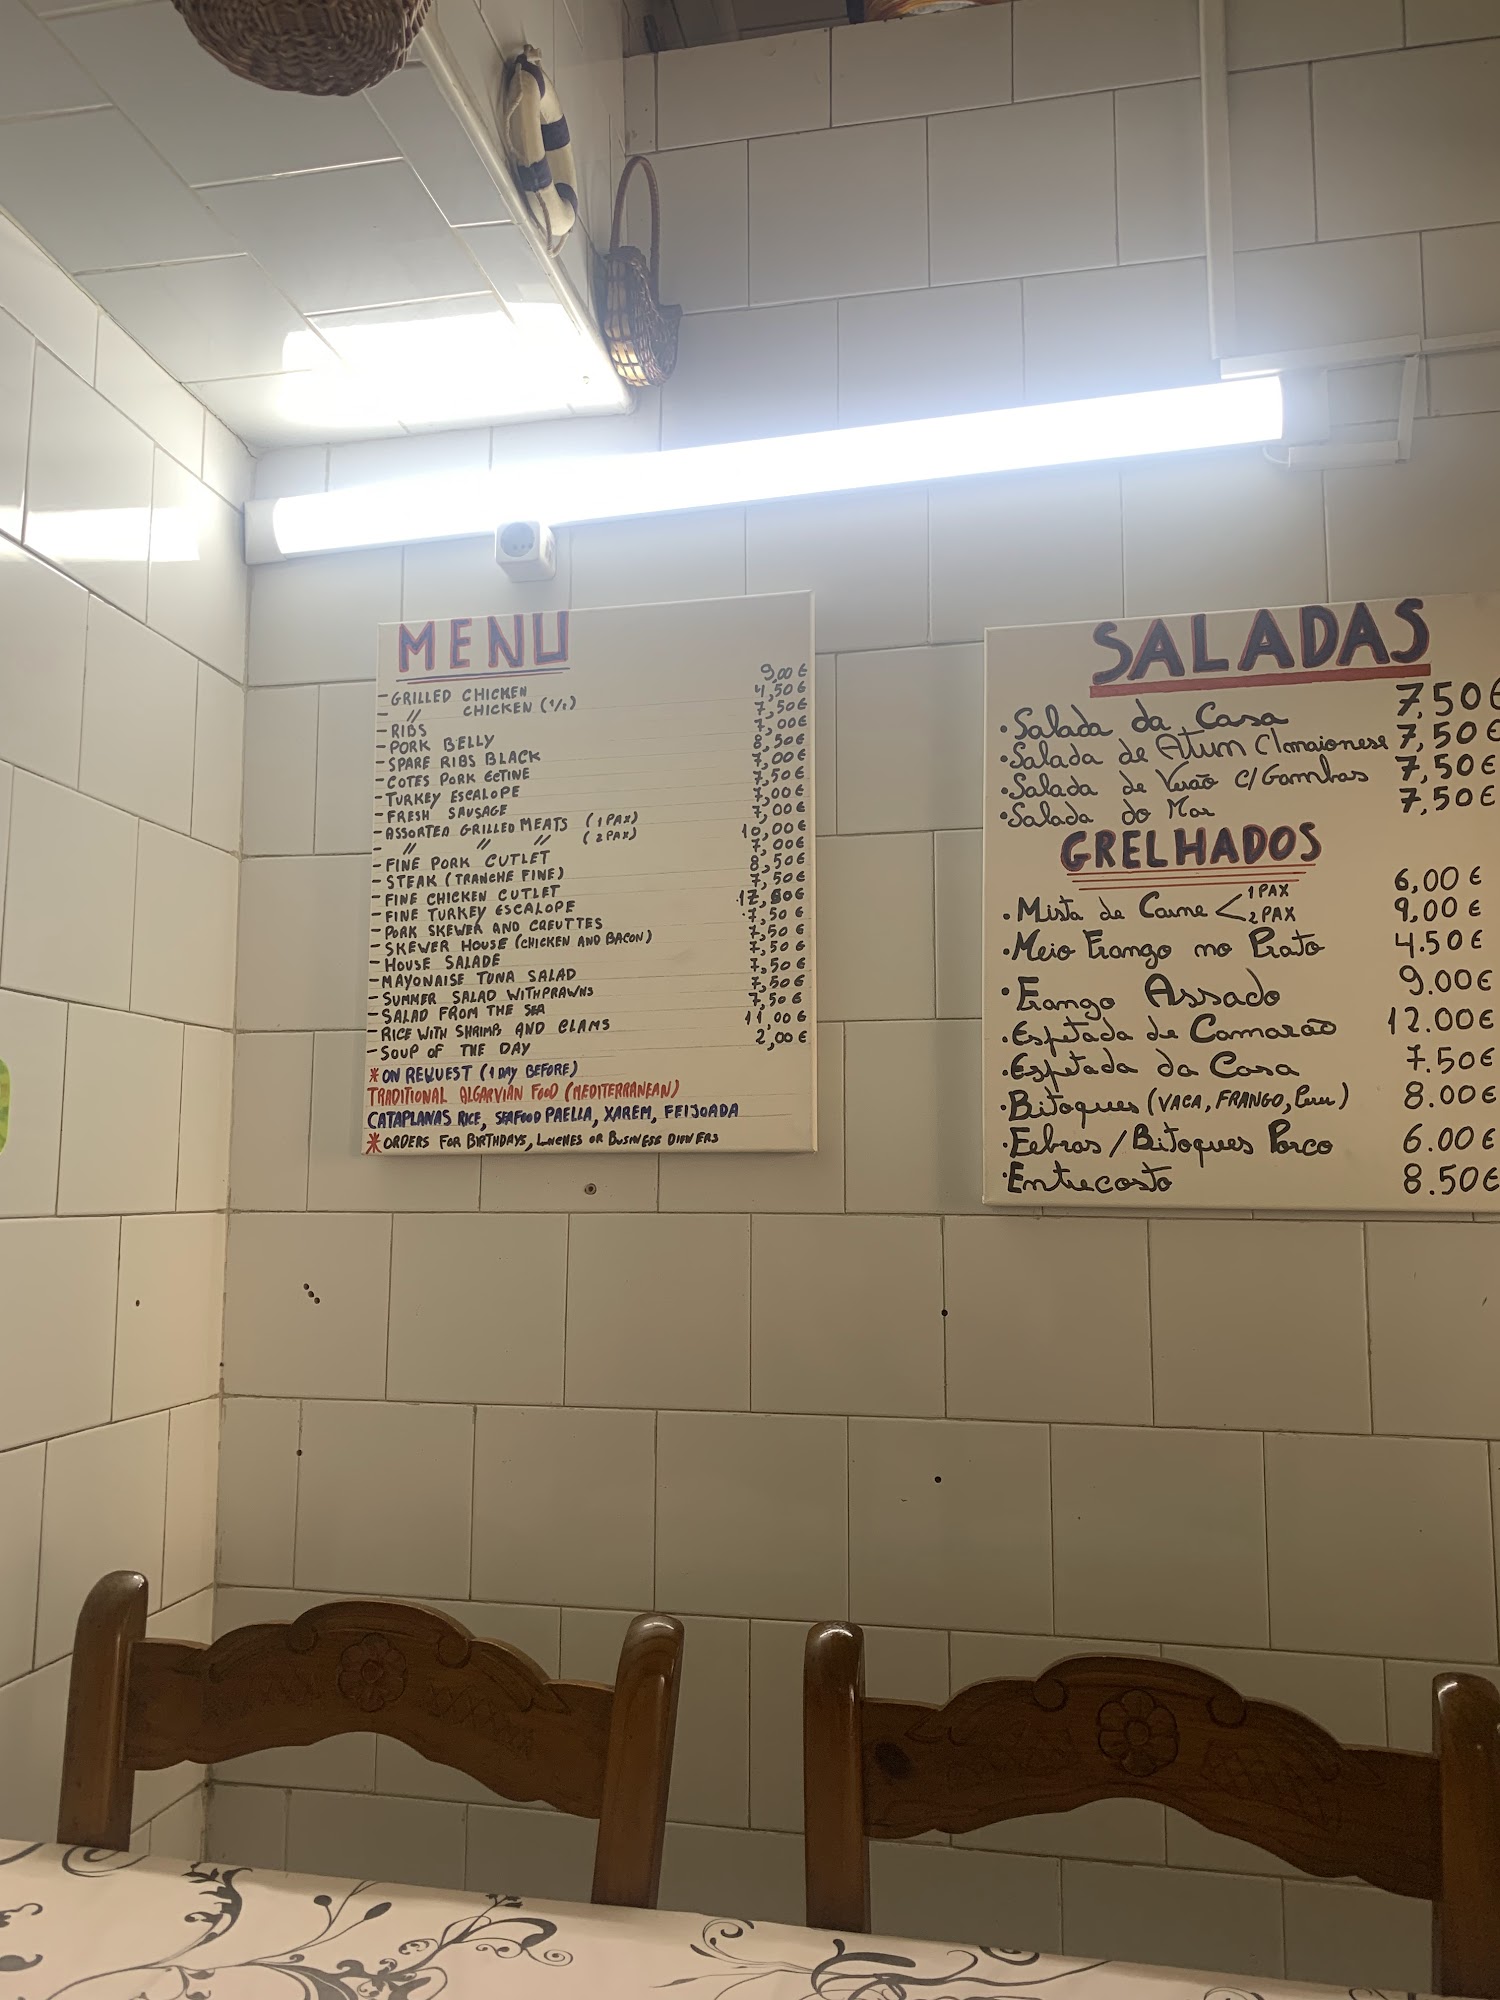 MENU
- GRILLED CHICKEN 9,00 €
- " CHICKEN (1/2) 4,50 €
- RIBS 7,50 €
- PORK BELLY 7,00 €
- SPARE RIBS BLACK 8,50 €
- COTES PORK ECTINE 7,00 €
- TURKEY ESCALOPE 7,50 €
- FRESH SAUSAGE 7,00 €
- ASSORTED GRILLED MEATS (1 PAX) 7,00 €
- " " " (2 PAX) 10,00 €
- FINE PORK CUTLET 7,00 €
- STEAK (TRANCHE FINE) 8,50 €
- FINE CHICKEN CUTLET 7,50 €
- FINE TURKEY ESCALOPE
- PORK SKEWER AND CREUTTES 7,50 €
- SKEWER HOUSE (CHICKEN AND BACON) 7,50 €
- HOUSE SALADE 7,50 €
- MAYONAISE TUNA SALAD 7,50 €
- SUMMER SALAD WITH PRAWNS 7,50 €
- SALAD FROM THE SEA 7,50 €
- RICE WITH SHRIMP AND CLAMS 11,00 €
- SOUP OF THE DAY 2,00 €
* ON REQUEST (1 DAY BEFORE)
TRADITIONAL ALGARVIAN FOOD (MEDITERRANEAN)
CATAPLANAS RICE, SEAFOOD PAELLA, XAREM, FEIJOADA
* ORDERS FOR BIRTHDAYS, LUNCHES OR BUSINESS DINNERS
SALADAS
• Salada da Casa 7,50 €
• Salada de Atum C/maionese 7,50 €
• Salada de Verão C/Gambas 7,50 €
• Salada do Mar 7,50 €
GRELHADOS
• Mista de Carne < 1 PAX 6,00 €
2 PAX 9,00 €
• Meio Frango no Prato 4.50 €
• Frango Assado 9.00 €
• Espetada de Camarão 12.00 €
• Espetada da Casa 7.50 €
• Bitoques (VACA, FRANGO, Peru) 8.00 €
• Febras / Bitoques Porco 6.00 €
• Entrecosto 8.50 €